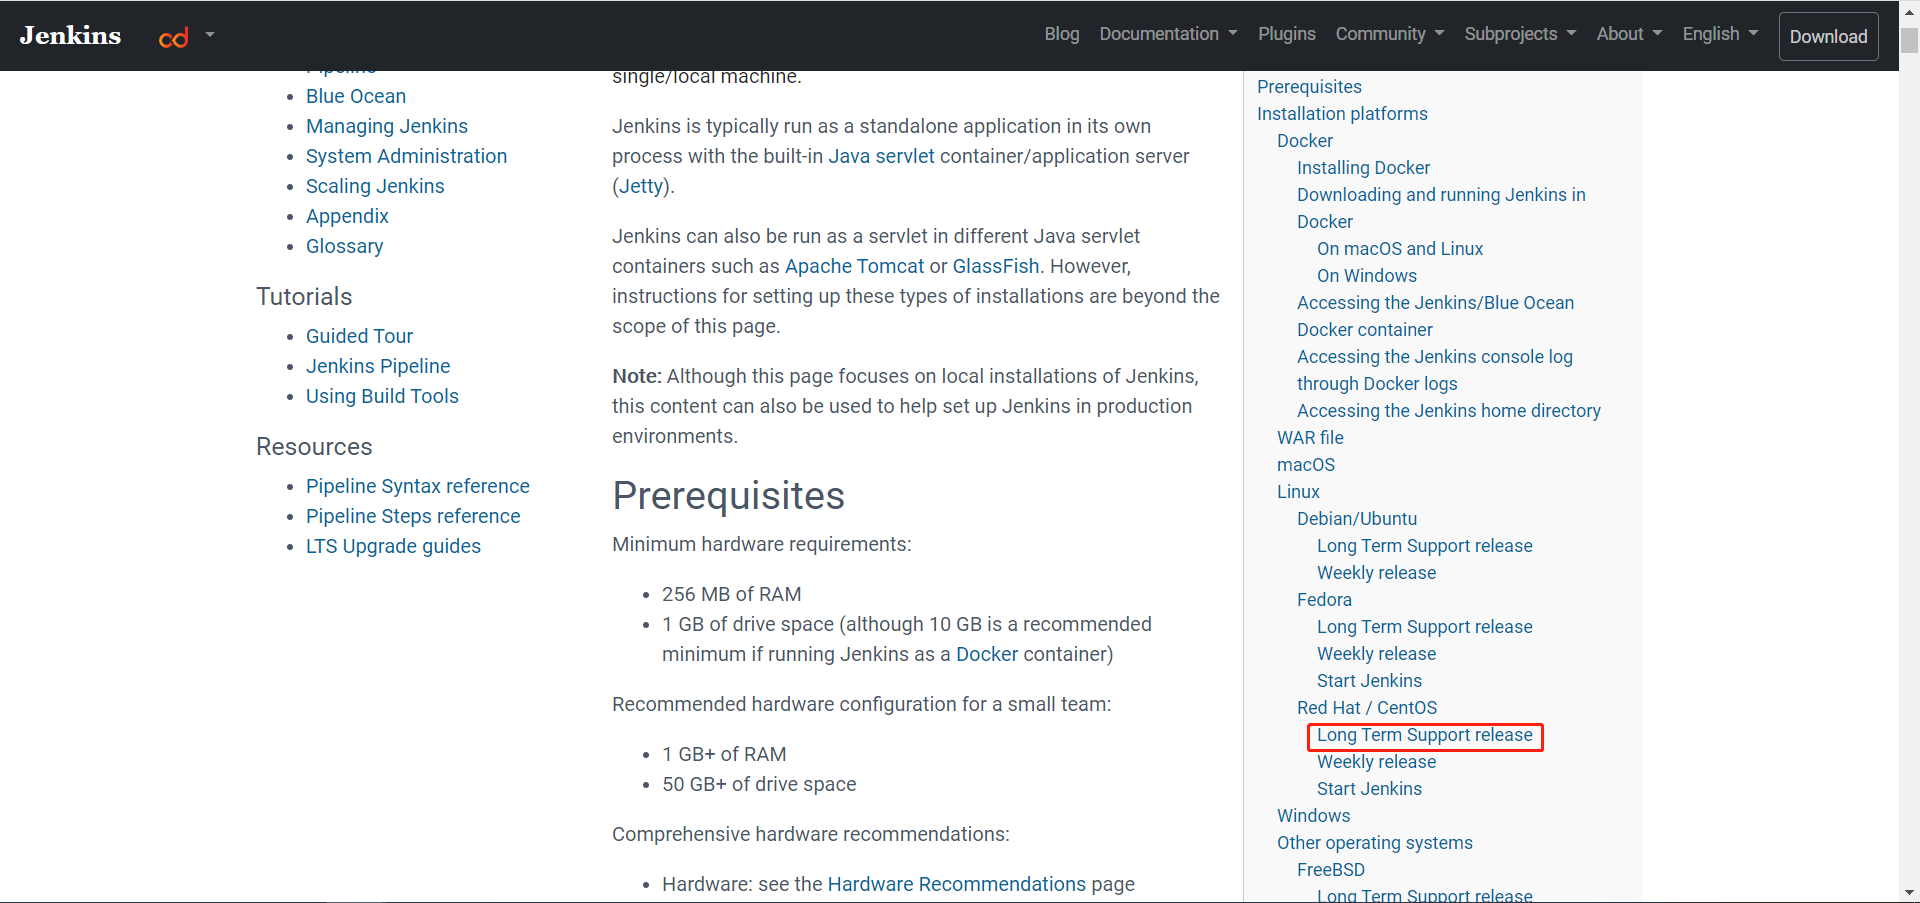 Jenkins
Blog
Documentation
Plugins
Community
Subprojects
About
English
Download
Pipeline
Blue Ocean
Managing Jenkins
System Administration
Scaling Jenkins
Appendix
Glossary
Tutorials
Guided Tour
Jenkins Pipeline
Using Build Tools
Resources
Pipeline Syntax reference
Pipeline Steps reference
LTS Upgrade guides
single/local machine.
Jenkins is typically run as a standalone application in its own
process with the built-in Java servlet container/application server
(Jetty).
Jenkins can also be run as a servlet in different Java servlet
containers such as Apache Tomcat or GlassFish. However,
instructions for setting up these types of installations are beyond the
scope of this page.
Note: Although this page focuses on local installations of Jenkins,
this content can also be used to help set up Jenkins in production
environments.
Prerequisites
Minimum hardware requirements:
256 MB of RAM
1 GB of drive space (although 10 GB is a recommended
minimum if running Jenkins as a Docker container)
Recommended hardware configuration for a small team:
1 GB+ of RAM
50 GB+ of drive space
Comprehensive hardware recommendations:
Hardware: see the Hardware Recommendations page
Prerequisites
Installation platforms
Docker
Installing Docker
Downloading and running Jenkins in
Docker
On macOS and Linux
On Windows
Accessing the Jenkins/Blue Ocean
Docker container
Accessing the Jenkins console log
through Docker logs
Accessing the Jenkins home directory
WAR file
macOS
Linux
Debian/Ubuntu
Long Term Support release
Weekly release
Fedora
Long Term Support release
Weekly release
Start Jenkins
Red Hat / CentOS
Long Term Support release
Weekly release
Start Jenkins
Windows
Other operating systems
FreeBSD
Long Term Support release